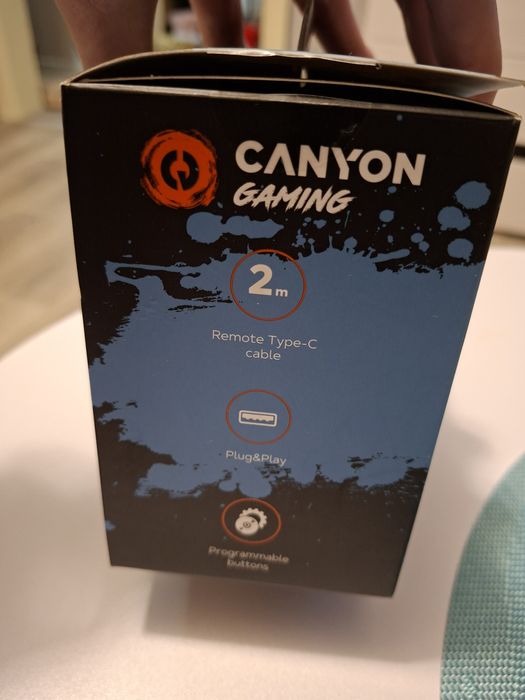 CANYON
GAMING
2m
Remote Type-C
cable
Plug&Play
Programmable
buttons